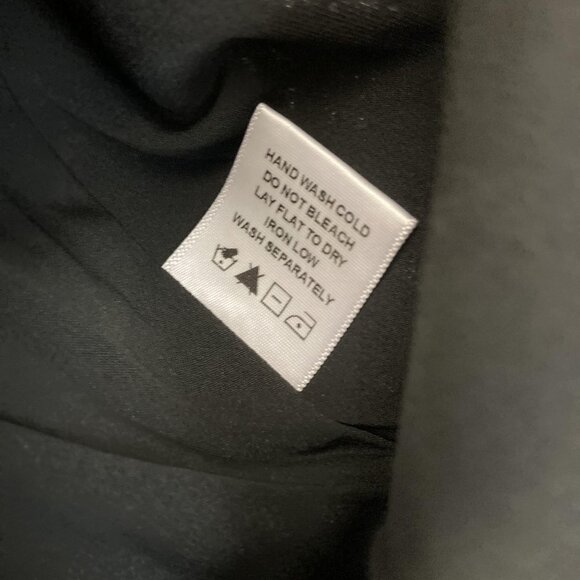 HAND WASH COLD
DO NOT BLEACH
LAY FLAT TO DRY
IRON LOW
WASH SEPARATELY